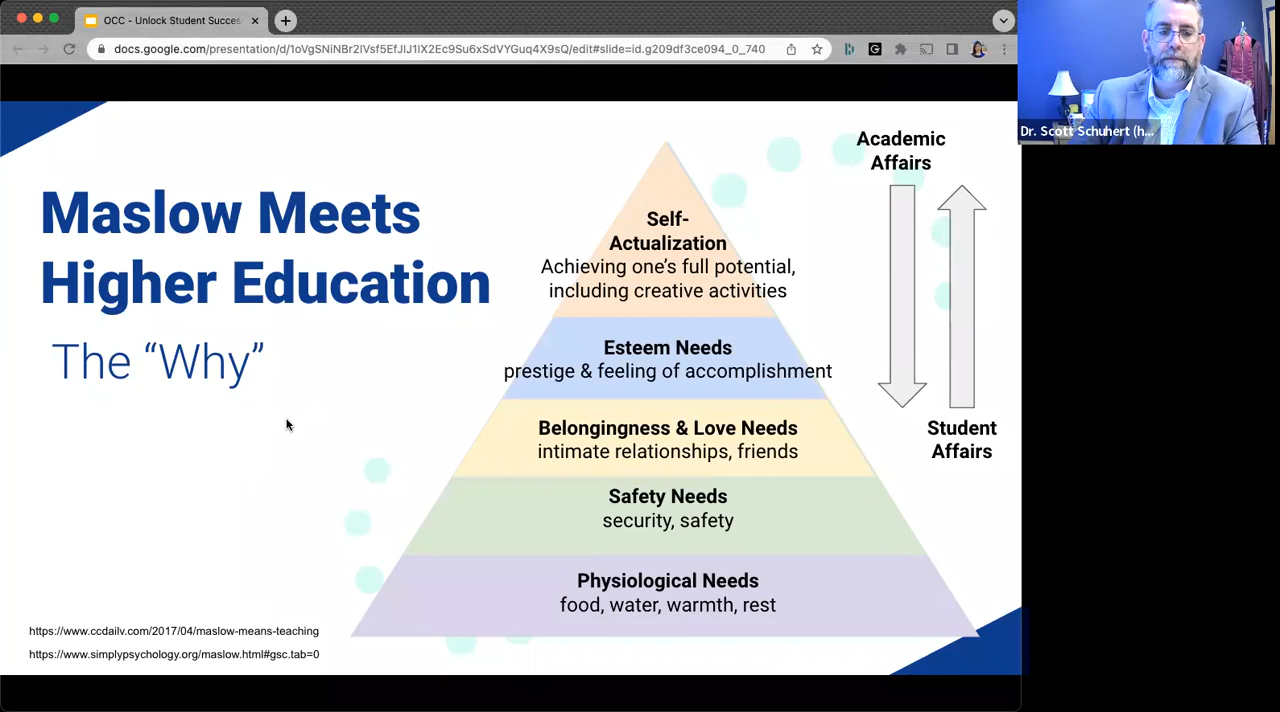 OCC - Unlock Student Succes
docs.google.com/presentation/d/1oVgSNiNBr2lVsf5EfJlJ1lX2Ec9Su6xSdVYGuq4X9sQ/edit#slide=id.g209df3ce094_0_740
Dr. Scott Schuhert (h...
Academic
Affairs
Maslow Meets
Higher Education
The “Why”
Self-
Actualization
Achieving one’s full potential,
including creative activities
Esteem Needs
prestige & feeling of accomplishment
Belongingness & Love Needs
intimate relationships, friends
Student
Affairs
Safety Needs
security, safety
Physiological Needs
food, water, warmth, rest
https://www.ccdaily.com/2017/04/maslow-means-teaching
https://www.simplypsychology.org/maslow.html#gsc.tab=0